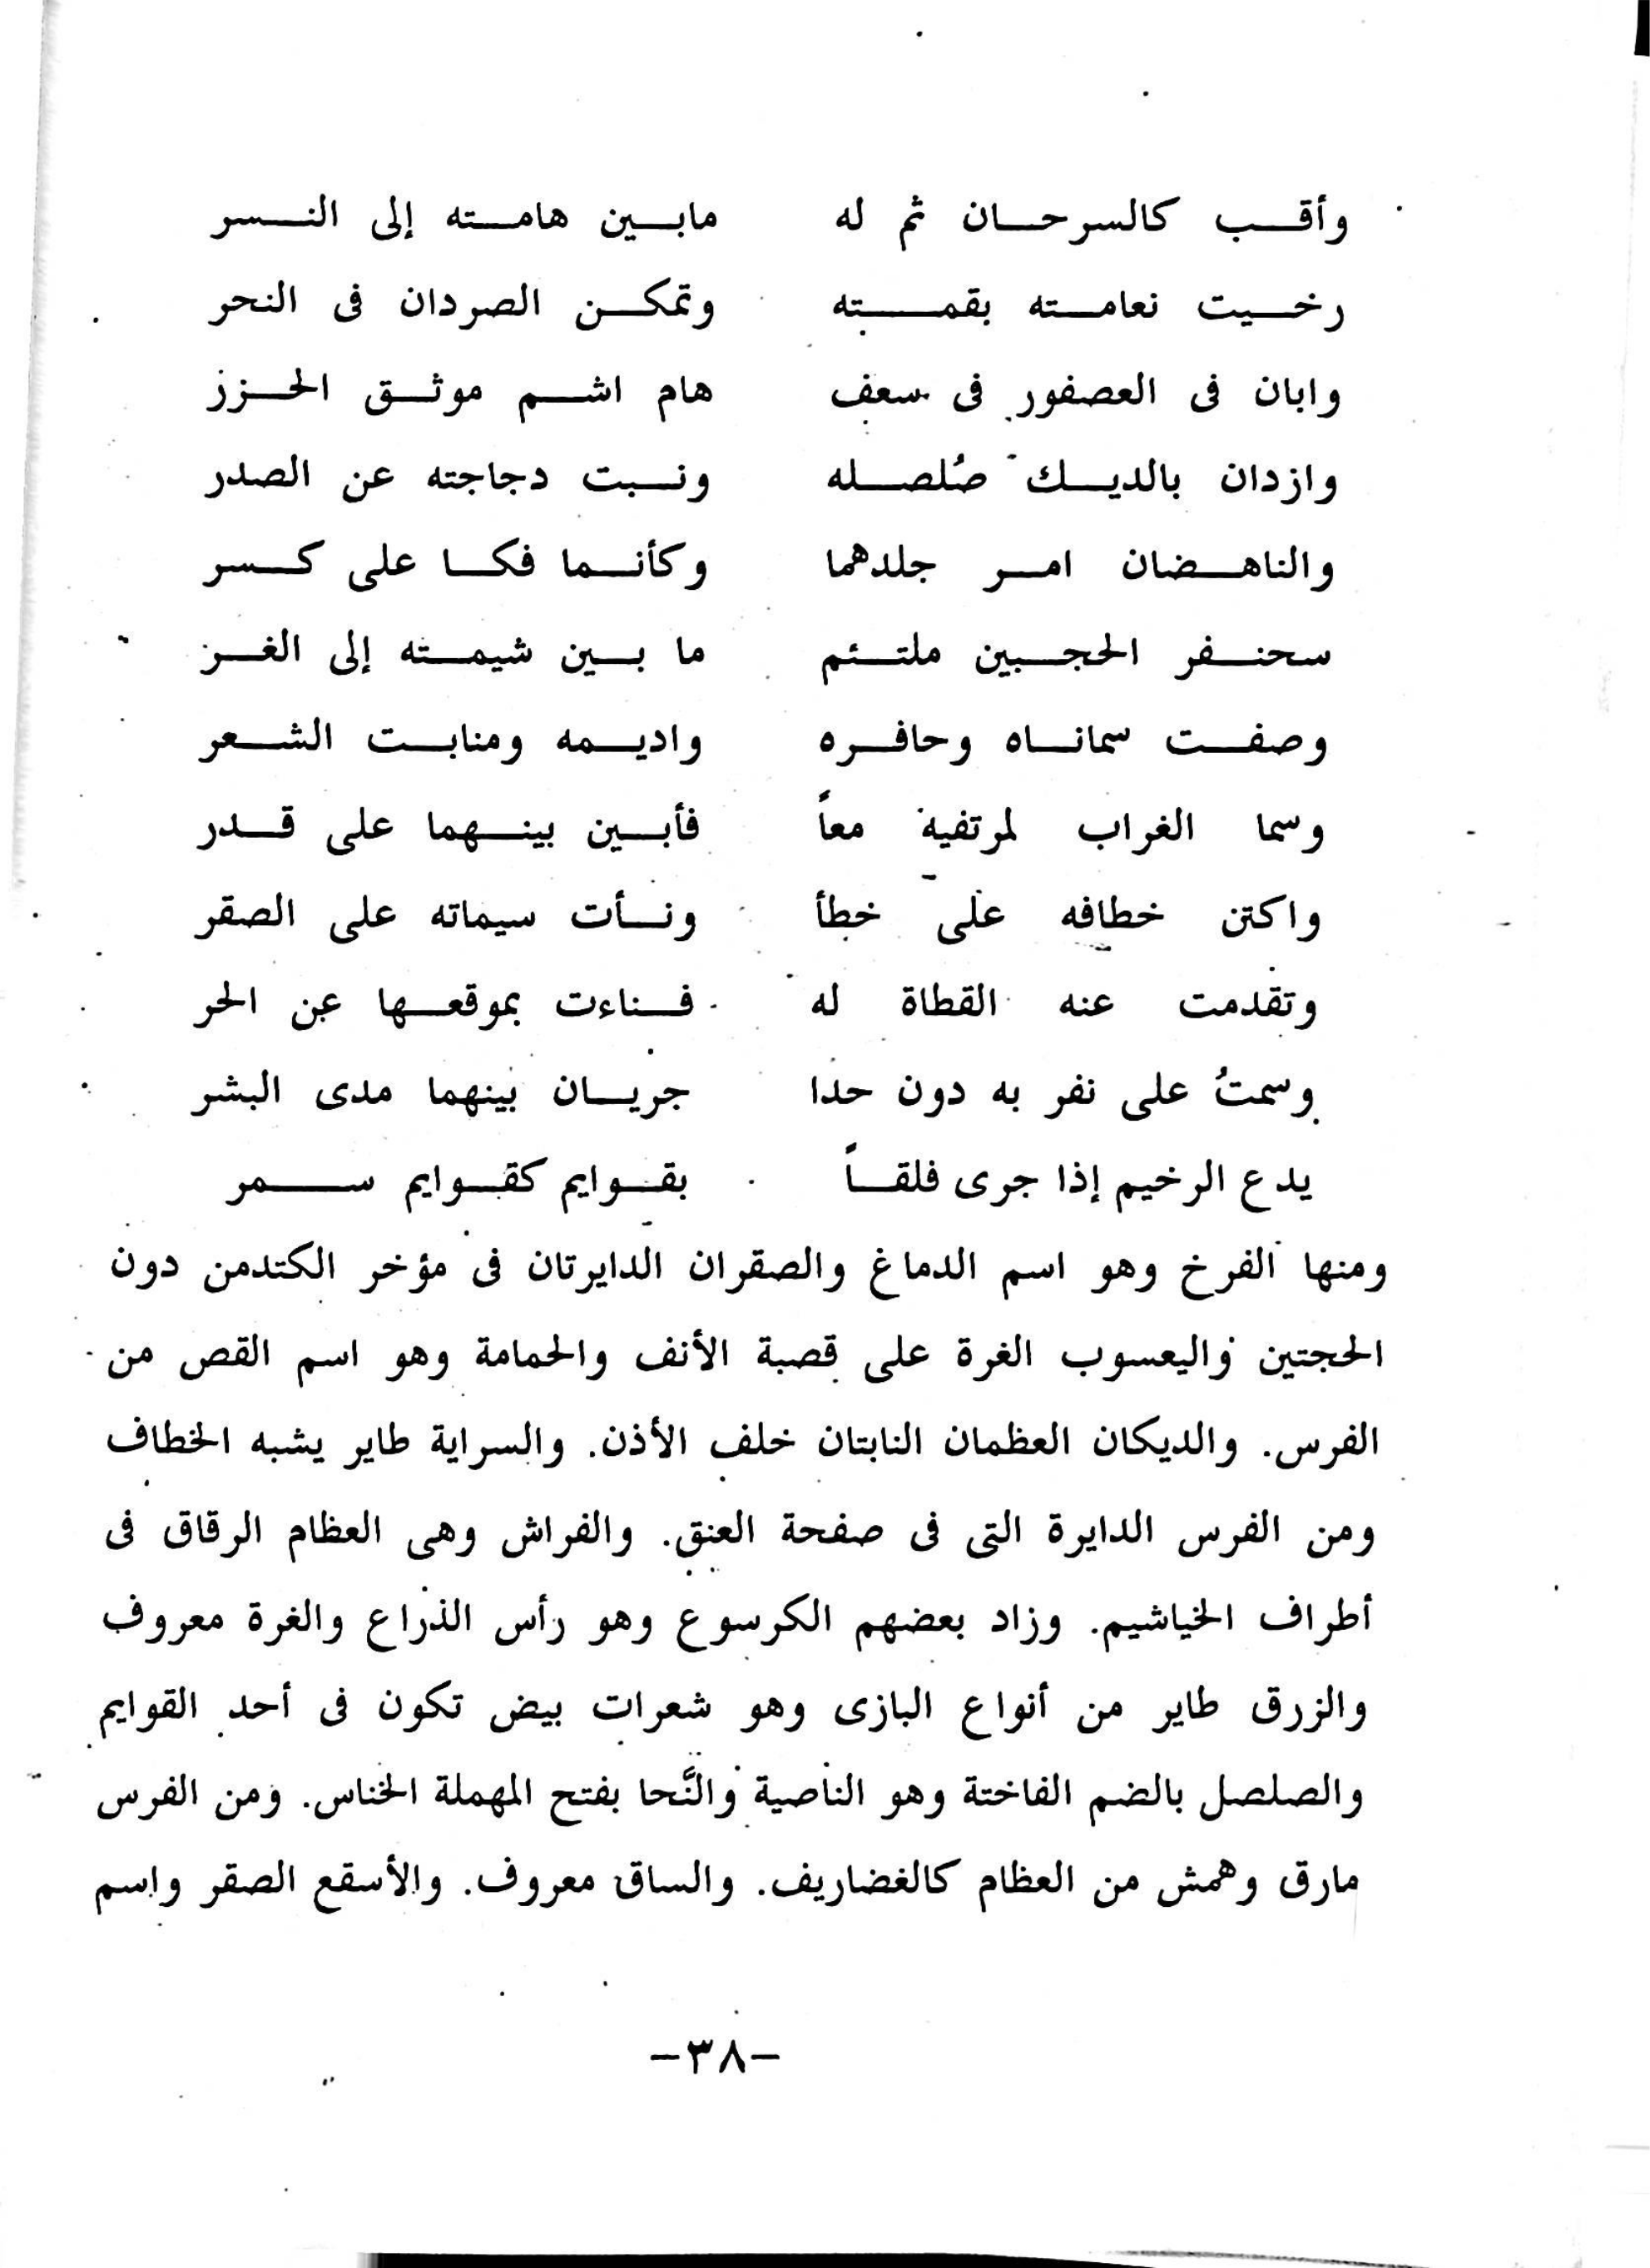 وأقب كالسرحان ثم له مابين هامته إلى النسر
رخيت نعامته بقمته وتمكن الصردان فى النحر
وابان فى العصفور فى سعف هام اشم موثق الحزز
وازدان بالديك صُلصله ونبت دجاجته عن الصدر
والناهضان امر جلدهما وكأنما فكا على كسر
سحنفر الحجبين ملتئم ما بين شيمته إلى الغر
وصفت سماناه وحافره واديمه ومنابت الشعر
وسما الغراب لمرتفيه معاً فأبين بينهما على قدر
واكتن خطافه على خطأ ونأت سيماته على الصقر
وتقدمت عنه القطاة له فناءت بموقعها عن الحر
وسمتُ على نفر به دون حذا جريان بينهما مدى البشر
يدع الرخيم إذا جرى فلقاً بقوايم كقوايم سمر
ومنها الفرخ وهو اسم الدماغ والصقران الدايرتان فى مؤخر الكتدمن دون
الحجتين واليعسوب الغرة على قصبة الأنف والحمامة وهو اسم القص من
الفرس. والديكان العظمان النابتان خلف الأذن. والسراية طاير يشبه الخطاف
ومن الفرس الدايرة التى فى صفحة العنق. والفراش وهى العظام الرقاق فى
أطراف الخياشيم. وزاد بعضهم الكرسوع وهو رأس الذراع والغرة معروف
والزرق طاير من أنواع البازى وهو شعرات بيض تكون فى أحد القوايم
والصلصل بالضم الفاختة وهو الناصية والنَّحا بفتح المهملة الخناس. ومن الفرس
مارق وهمش من العظام كالغضاريف. والساق معروف. والأسقع الصقر واسم
-٣٨-